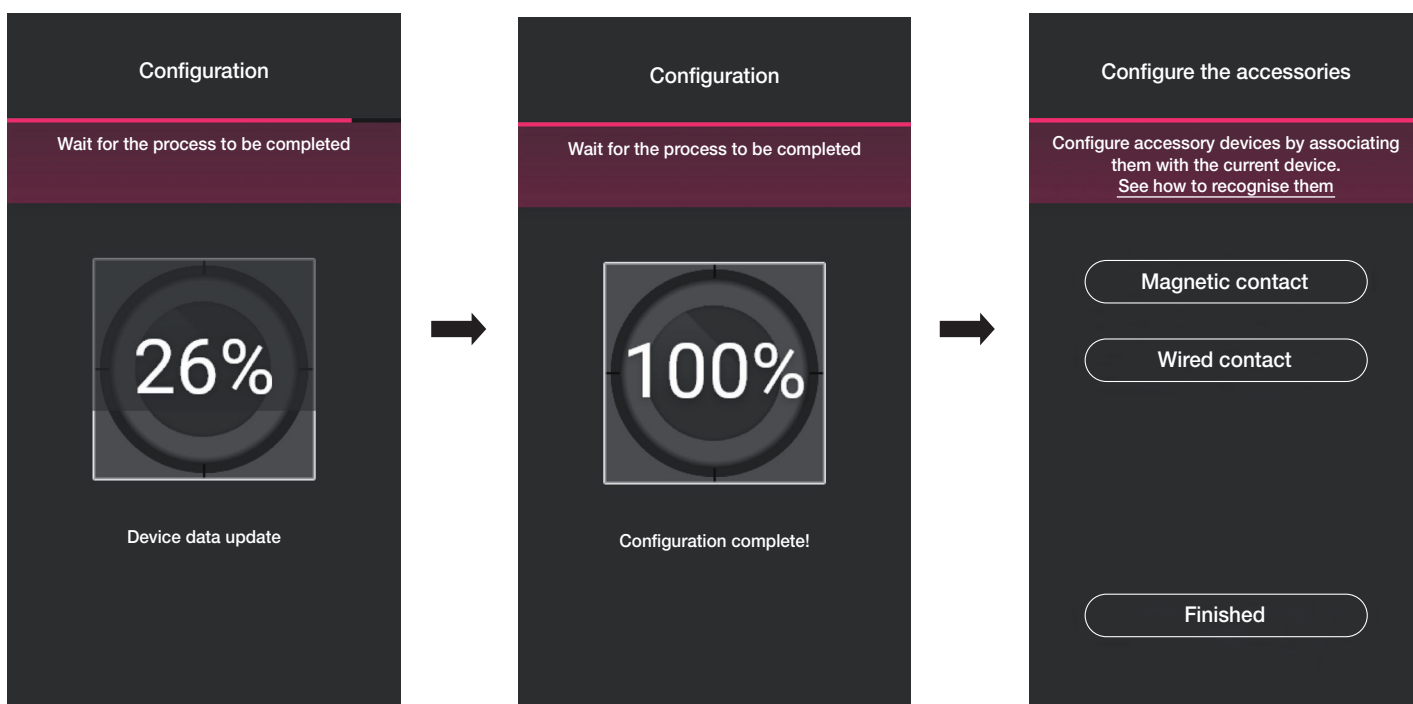 Configuration
Wait for the process to be completed
26%
Device data update
Configuration
Wait for the process to be completed
100%
Configuration complete!
Configure the accessories
Configure accessory devices by associating
them with the current device.
See how to recognise them
Magnetic contact
Wired contact
Finished